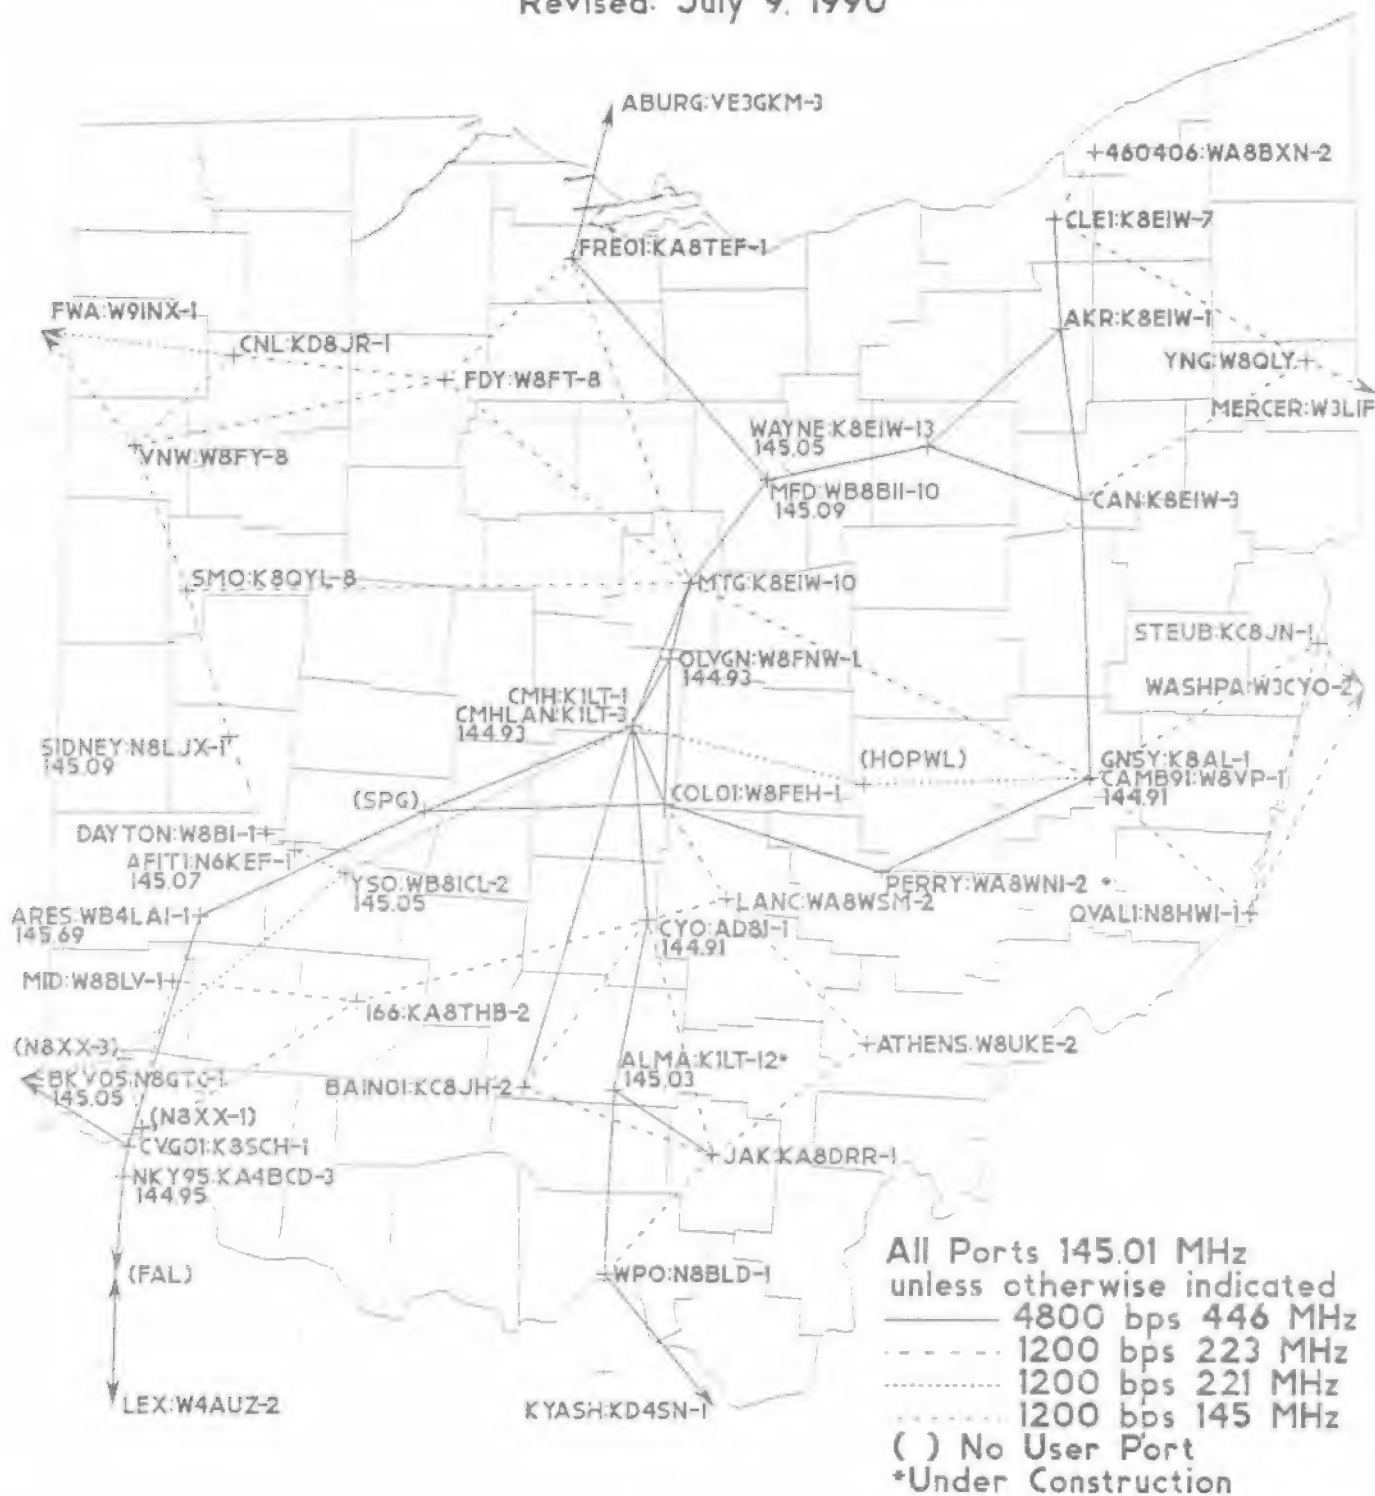 Revised: July 9, 1990
ABURG:VE3GKM-3
+460406:WA8BXN-2
CLE1:K8EIW-7
FRE01:KA8TEF-1
FWA:W9INX-1
AKR:K8EIW-1
CNL:KD8JR-1
YNG:W8QLY
FDY:W8FT-8
MERCER:W3LIF
WAYNE:K8EIW-13
145.05
VNW:W8FY-8
MFD:WB8BII-10
145.09
CAN:K8EIW-3
SMO:K8QYL-8
MTG:K8EIW-10
STEUB:KC8JN-1
OLVGN:W8FNW-1
144.93
WASHPA:W3CYO-2
CMH:K1LT-1
CMHLAN:K1LT-3
144.93
SIDNEY:N8LJX-1
145.09
(HOPWL)
GNSY:K8AL-1
CAMB91:W8VP-1
144.91
(SPG)
COL01:W8FEH-1
DAYTON:W8BI-1
AFIT1:N6KEF-1
145.07
YSO:WB8ICL-2
145.05
PERRY:WA8WNI-2 *
LANC:WA8WSM-2
ARES:WB4LAI-1
145.69
OVAL1:N8HWI-1
CYO:AD8I-1
144.91
MID:W8BLV-1
I66:KA8THB-2
(N8XX-3)
ATHENS:W8UKE-2
ALMA:K1LT-12*
145.03
BKY05:N8GTC-1
145.05
BAIN01:KC8JH-2
(N8XX-1)
CVG01:K8SCH-1
JAK:KA8DRR-1
NKY95:KA4BCD-3
144.95
(FAL)
WPO:N8BLD-1
LEX:W4AUZ-2
KYASH:KD4SN-1
All Ports 145.01 MHz
unless otherwise indicated
4800 bps 446 MHz
1200 bps 223 MHz
1200 bps 221 MHz
1200 bps 145 MHz
( ) No User Port
*Under Construction